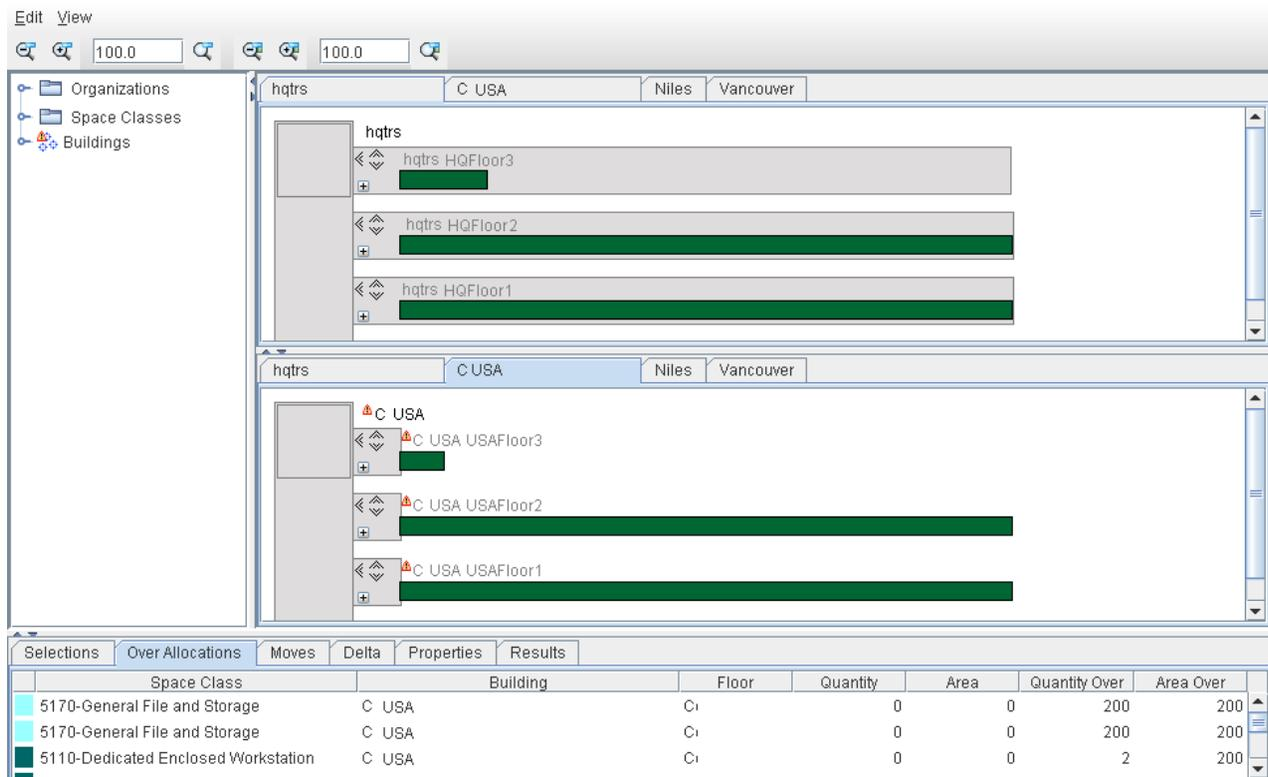 Edit View
100.0 100.0
Organizations
Space Classes
Buildings
hqtrs C USA Niles Vancouver
hqtrs
hqtrs HQFloor3
hqtrs HQFloor2
hqtrs HQFloor1
hqtrs C USA Niles Vancouver
C USA
C USA USAFloor3
C USA USAFloor2
C USA USAFloor1
Selections Over Allocations Moves Delta Properties Results
Space Class Building Floor Quantity Area Quantity Over Area Over
5170-General File and Storage C USA 0 0 200 200
5170-General File and Storage C USA 0 0 200 200
5110-Dedicated Enclosed Workstation C USA 0 0 2 200